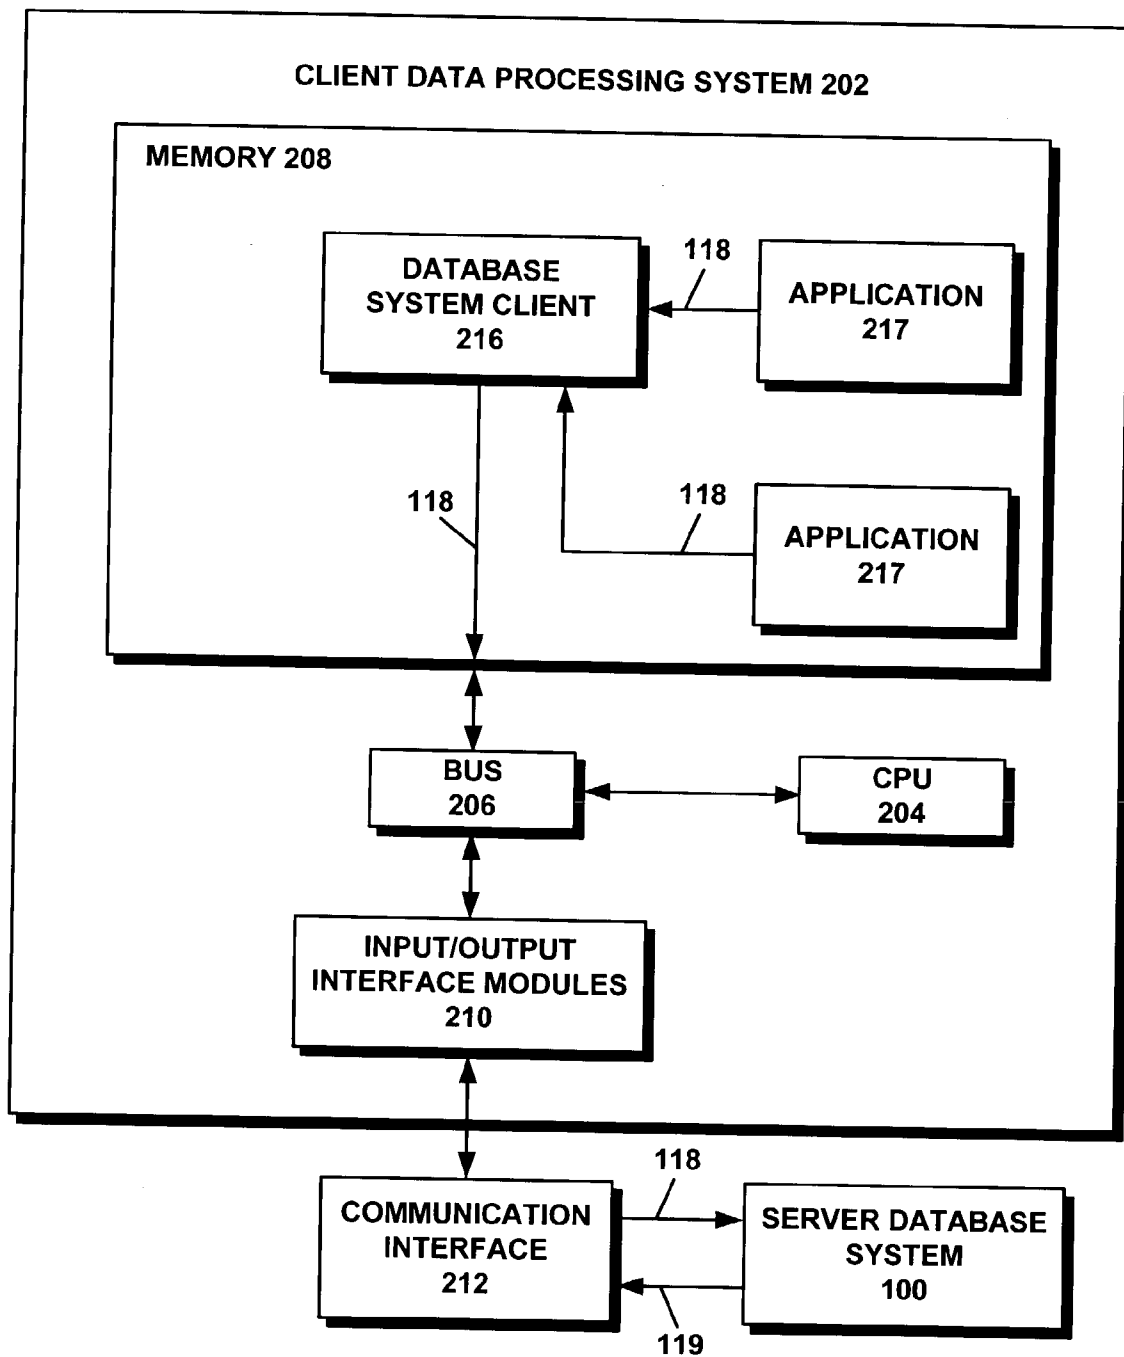 CLIENT DATA PROCESSING SYSTEM 202
MEMORY 208
DATABASE
SYSTEM CLIENT
216
118
APPLICATION
217
118
118
APPLICATION
217
BUS
206
CPU
204
INPUT/OUTPUT
INTERFACE MODULES
210
COMMUNICATION
INTERFACE
212
118
119
SERVER DATABASE
SYSTEM
100